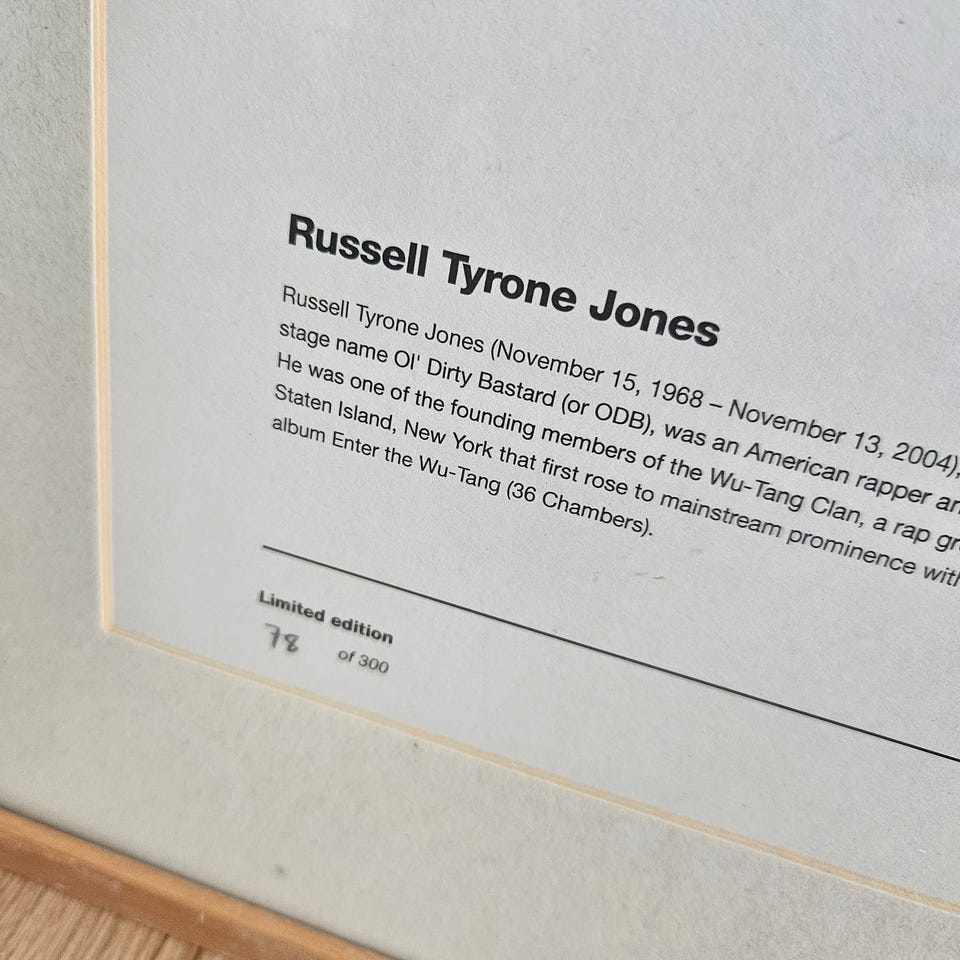 Russell Tyrone Jones
Russell Tyrone Jones (November 15, 1968 – November 13, 2004),
stage name Ol' Dirty Bastard (or ODB), was an American rapper
He was one of the founding members of the Wu-Tang Clan, a rap
Staten Island, New York that first rose to mainstream prominence with
album Enter the Wu-Tang (36 Chambers).
Limited edition
78 of 300